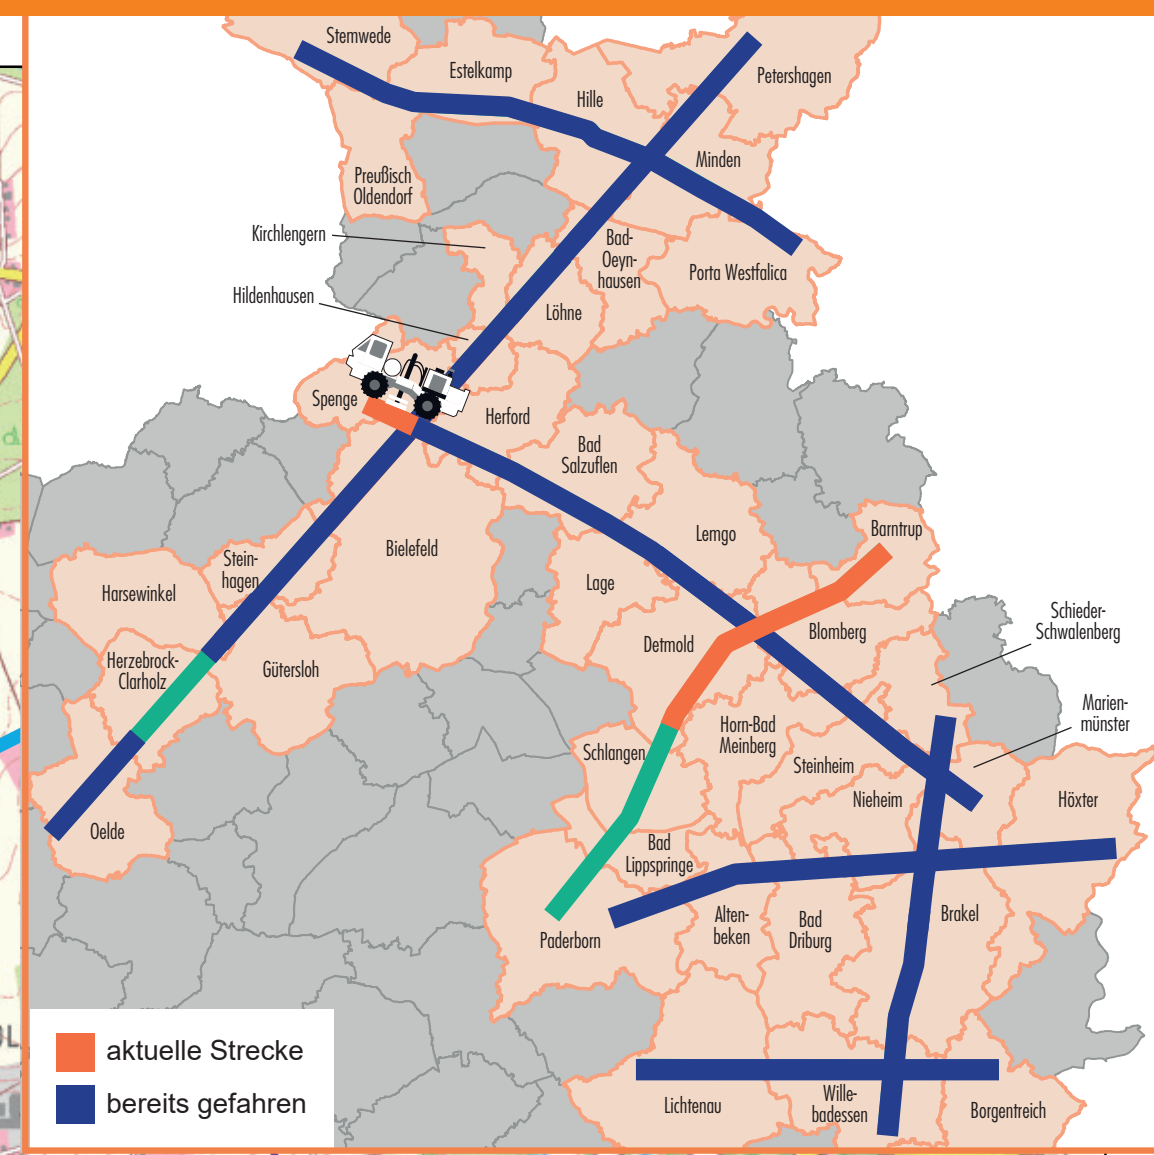 Stemwede
Estelkamp
Hille
Petershagen
Minden
Preußisch
Oldendorf
Kirchlengern
Bad-
Oeyn-
hausen
Porta Westfalica
Hildenhausen
Löhne
Spenge
Herford
Bad
Salzuflen
Lemgo
Barntrup
Bielefeld
Stein-
hagen
Harsewinkel
Lage
Schieder-
Schwalenberg
Blomberg
Detmold
Herzebrock-
Clarholz
Gütersloh
Marien-
münster
Horn-Bad
Meinberg
Schlangen
Steinheim
Nieheim
Höxter
Oelde
Bad
Lippspringe
Alten-
beken
Bad
Driburg
Brakel
Paderborn
aktuelle Strecke
bereits gefahren
Lichtenau
Wille-
badessen
Borgentreich